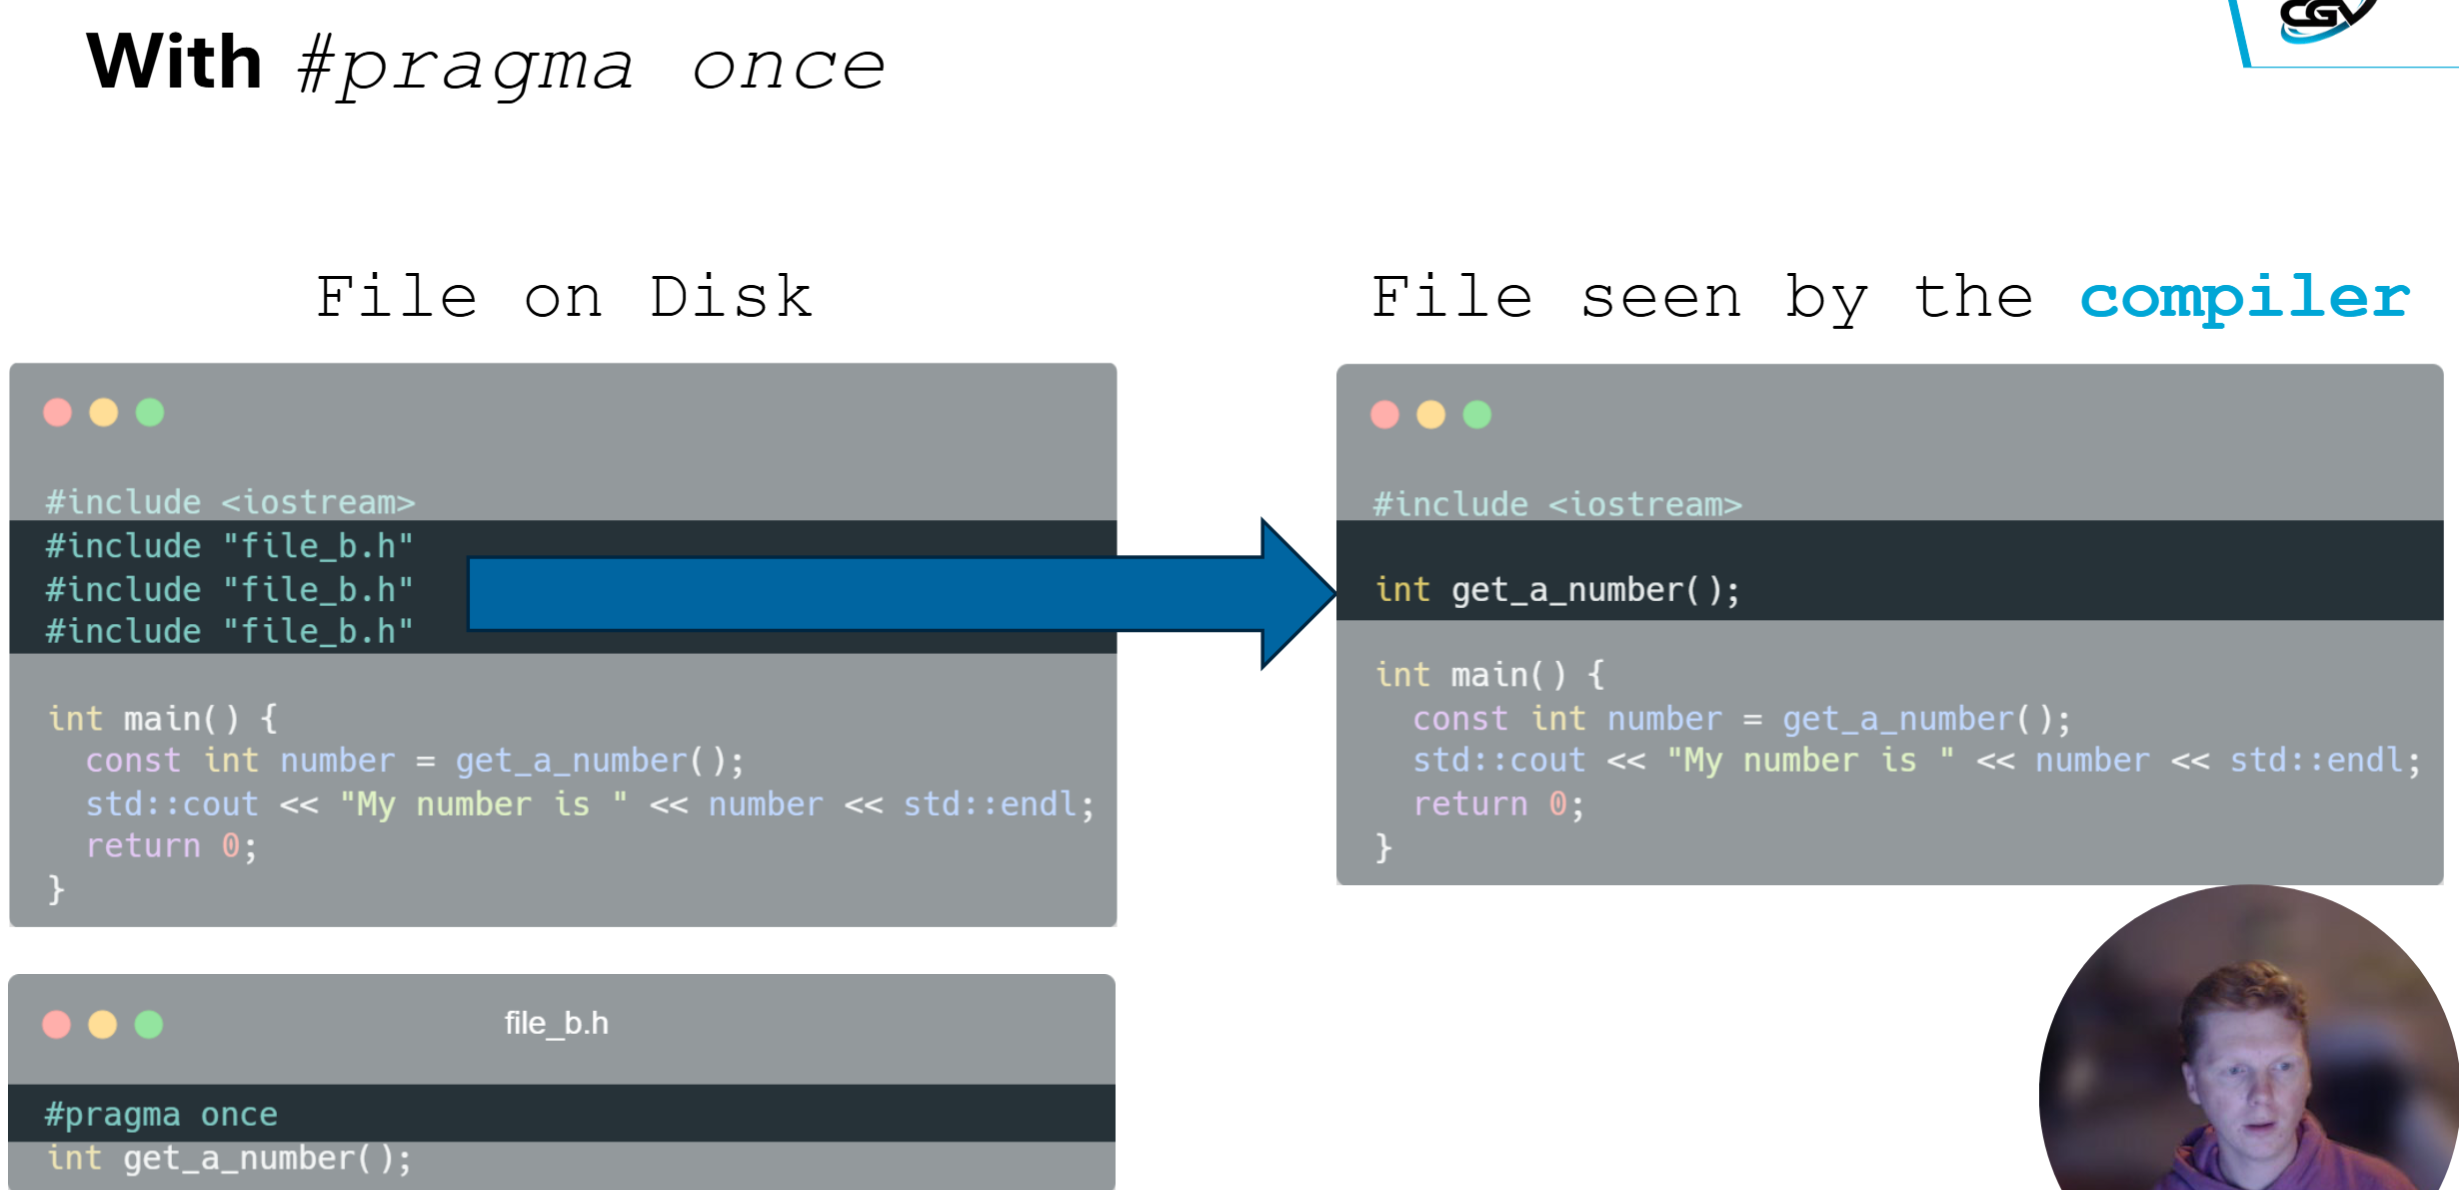 With #pragma once
CGV
File on Disk
File seen by the compiler
#include <iostream>
#include "file_b.h"
#include "file_b.h"
#include "file_b.h"
int main() {
const int number = get_a_number();
std::cout << "My number is " << number << std::endl;
return 0;
}
#include <iostream>
int get_a_number();
int main() {
const int number = get_a_number();
std::cout << "My number is " << number << std::endl;
return 0;
}
file_b.h
#pragma once
int get_a_number();